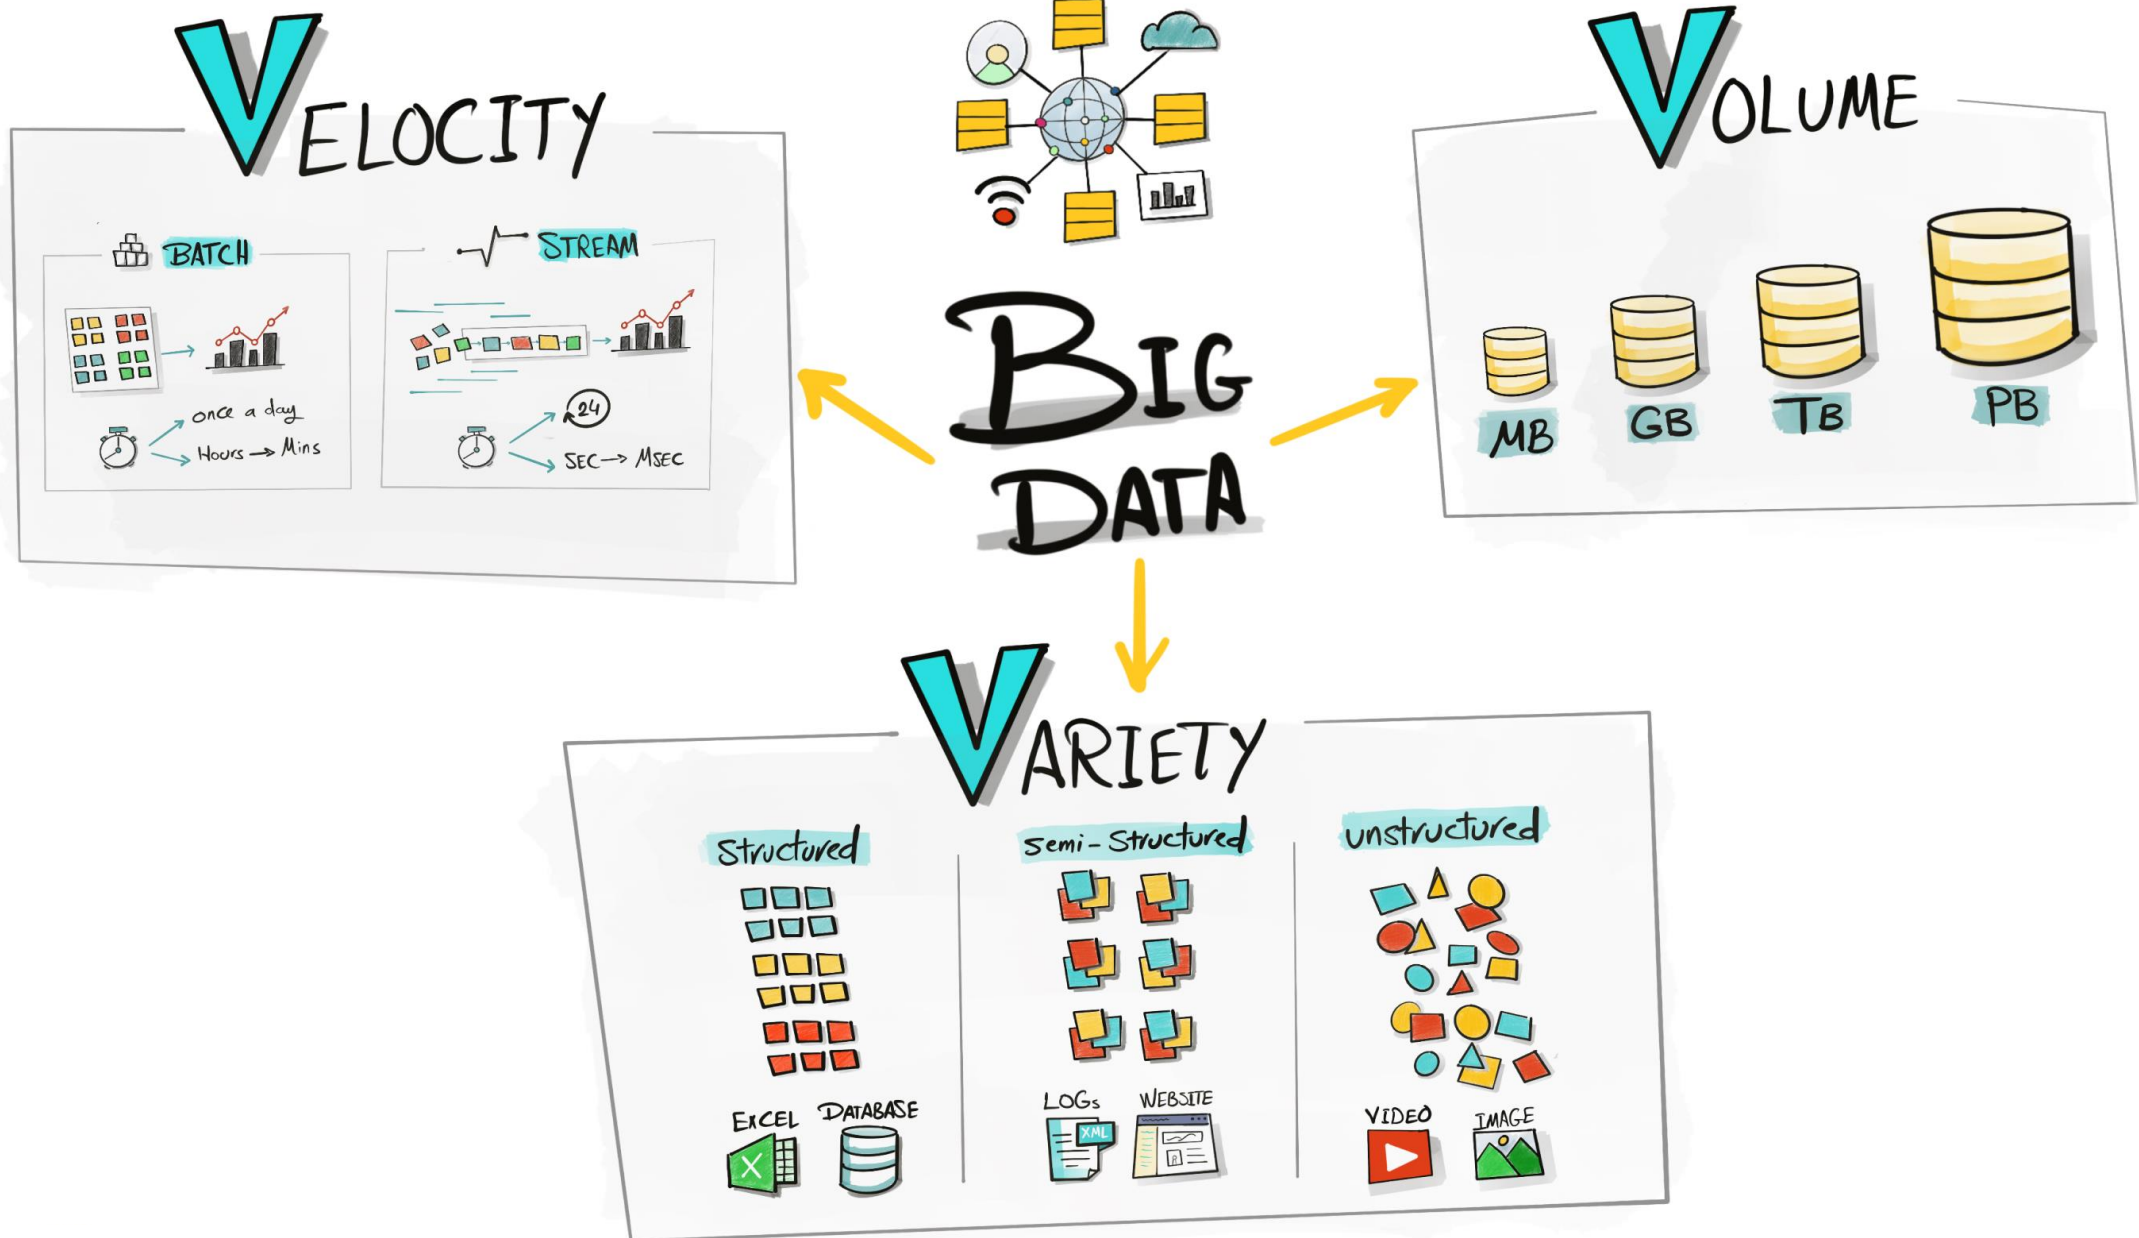 VELOCITY
BATCH
once a day
Hours → Mins
STREAM
24
SEC → MSEC
BIG
DATA
VOLUME
MB
GB
TB
PB
VARIETY
Structured
EXCEL
X
DATABASE
Semi-Structured
LOGs
XML
WEBSITE
unstructured
VIDEO
IMAGE